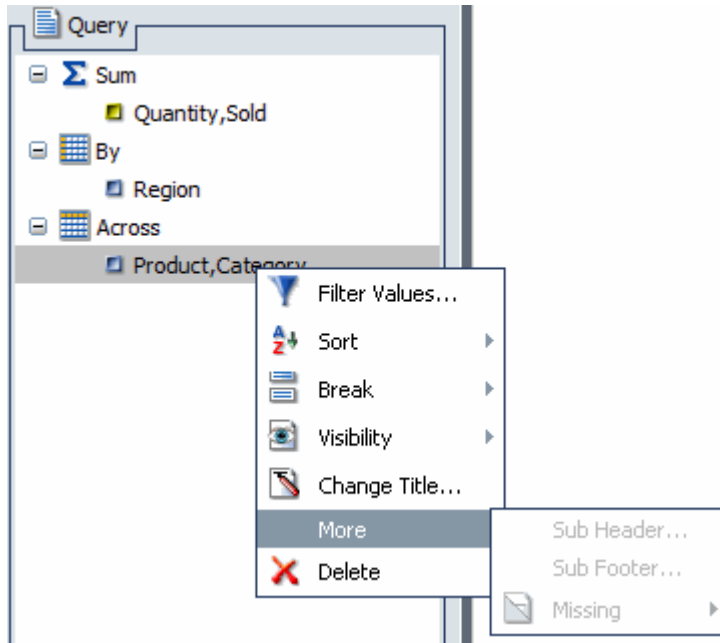 Query
Sum
Quantity,Sold
By
Region
Across
Product,Category
Filter Values...
Sort
Break
Visibility
Change Title...
More
Delete
Sub Header...
Sub Footer...
Missing